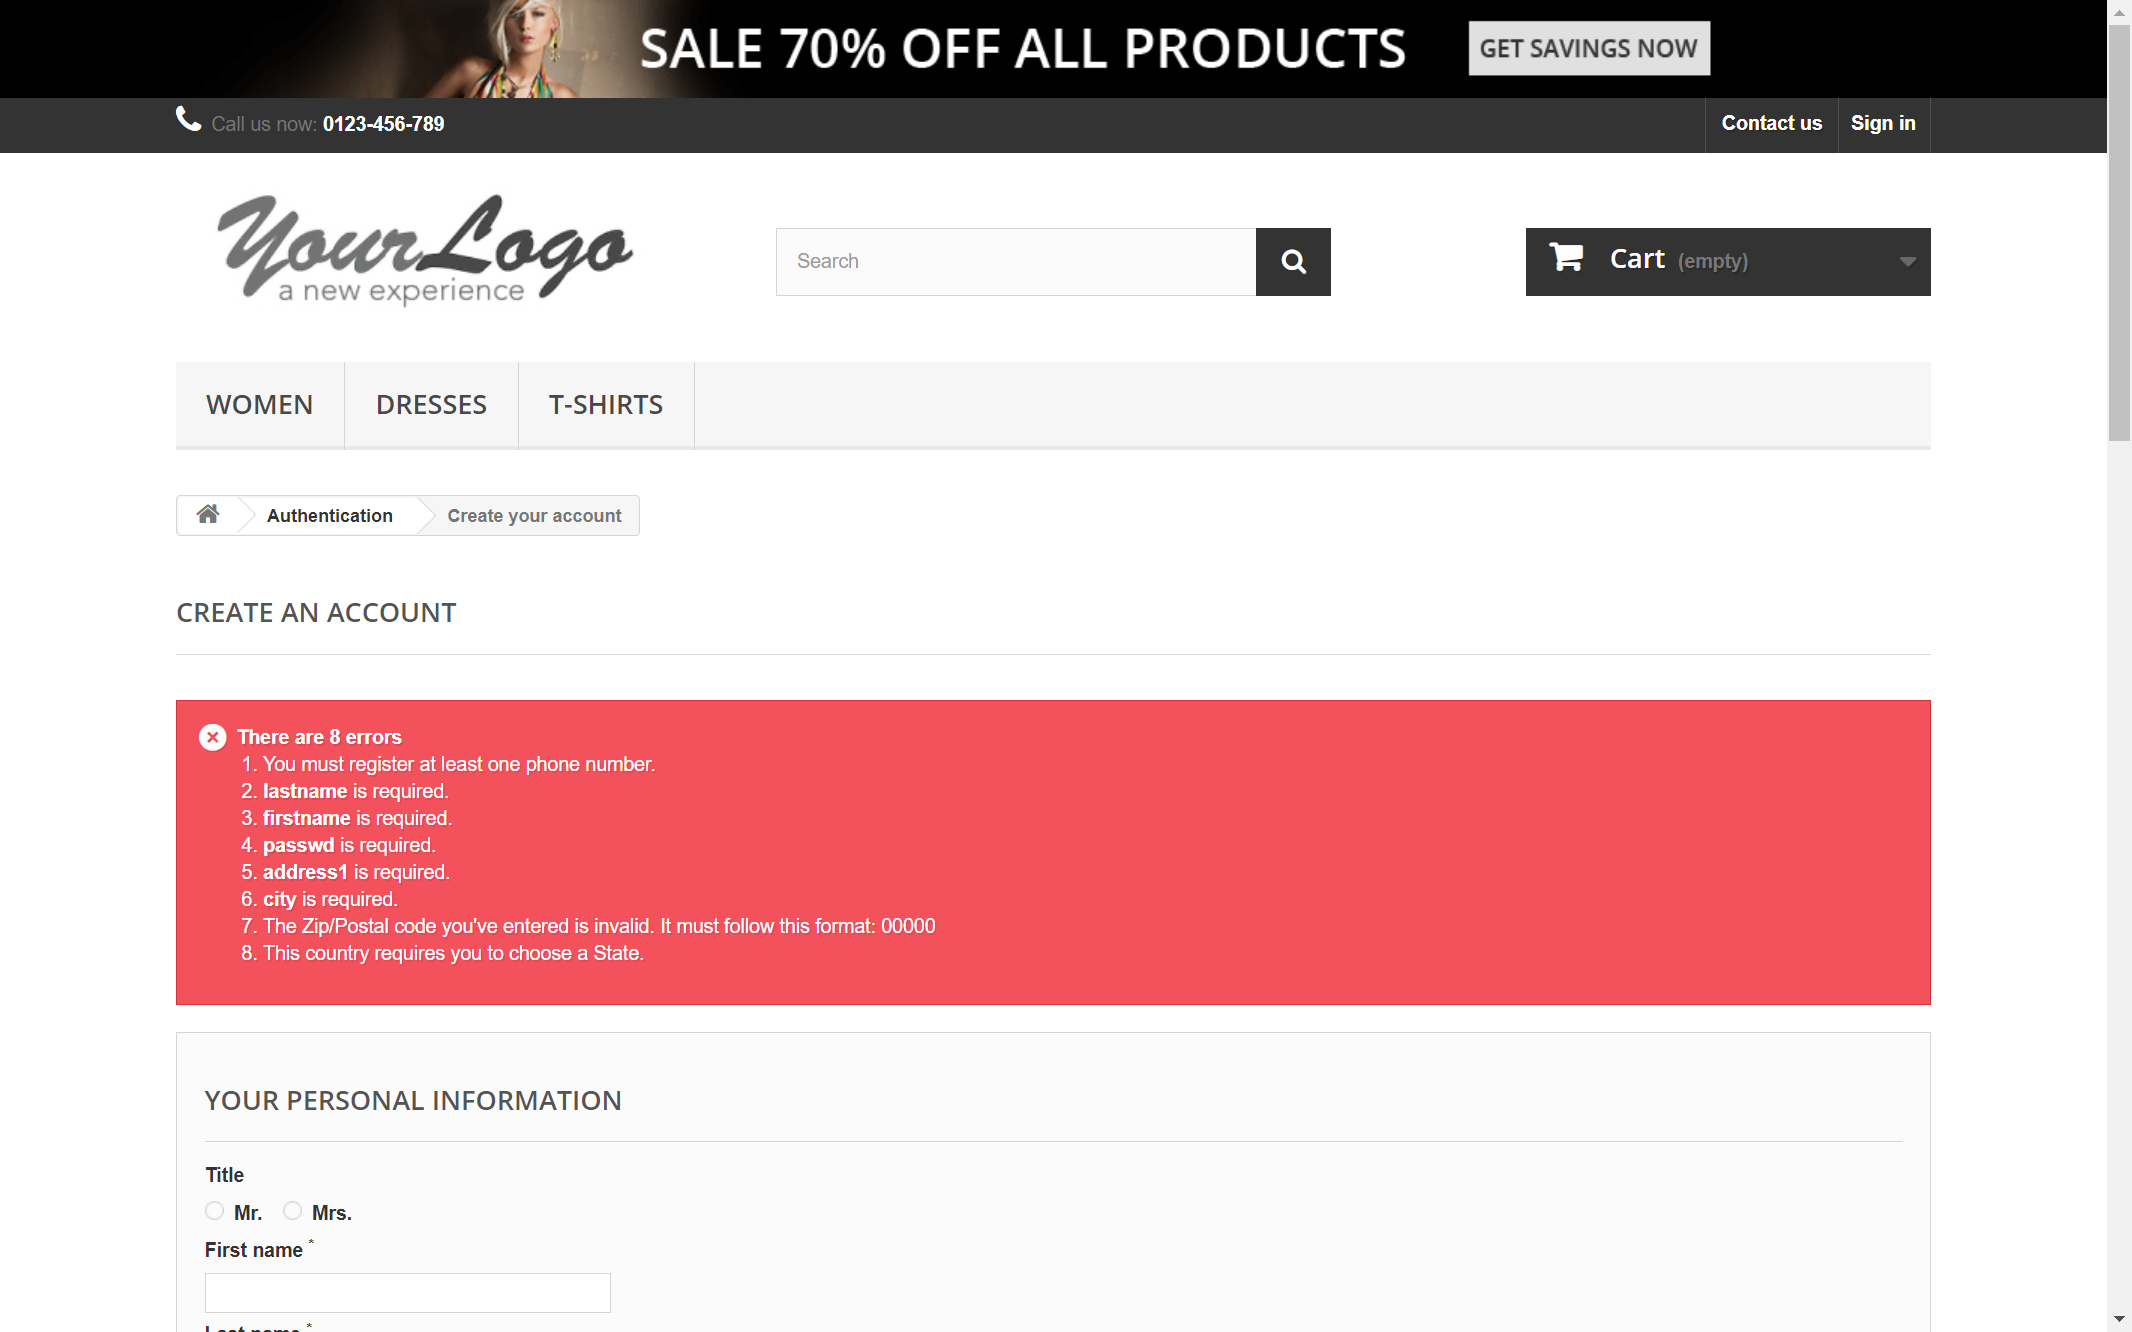 SALE 70% OFF ALL PRODUCTS GET SAVINGS NOW
Call us now: 0123-456-789 Contact us Sign in
YourLogo
a new experience
Search
Cart (empty)
WOMEN DRESSES T-SHIRTS
Authentication Create your account
CREATE AN ACCOUNT
There are 8 errors
1. You must register at least one phone number.
2. lastname is required.
3. firstname is required.
4. passwd is required.
5. address1 is required.
6. city is required.
7. The Zip/Postal code you've entered is invalid. It must follow this format: 00000
8. This country requires you to choose a State.
YOUR PERSONAL INFORMATION
Title
Mr. Mrs.
First name *
Last name *